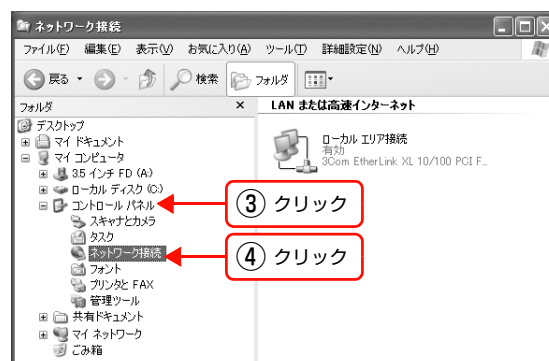 ネットワーク接続
ファイル(F) 編集(E) 表示(V) お気に入り(A) ツール(T) 詳細設定(N) ヘルプ(H)
戻る 検索 フォルダ
フォルダ ×
LAN または高速インターネット
デスクトップ
マイ ドキュメント
マイ コンピュータ
3.5 インチ FD (A:)
ローカル ディスク (C:)
コントロール パネル
スキャナとカメラ
タスク
ネットワーク接続
フォント
プリンタと FAX
管理ツール
共有ドキュメント
マイ ネットワーク
ごみ箱
ローカル エリア接続
有効
3Com EtherLink XL 10/100 PCI F...
③ クリック
④ クリック